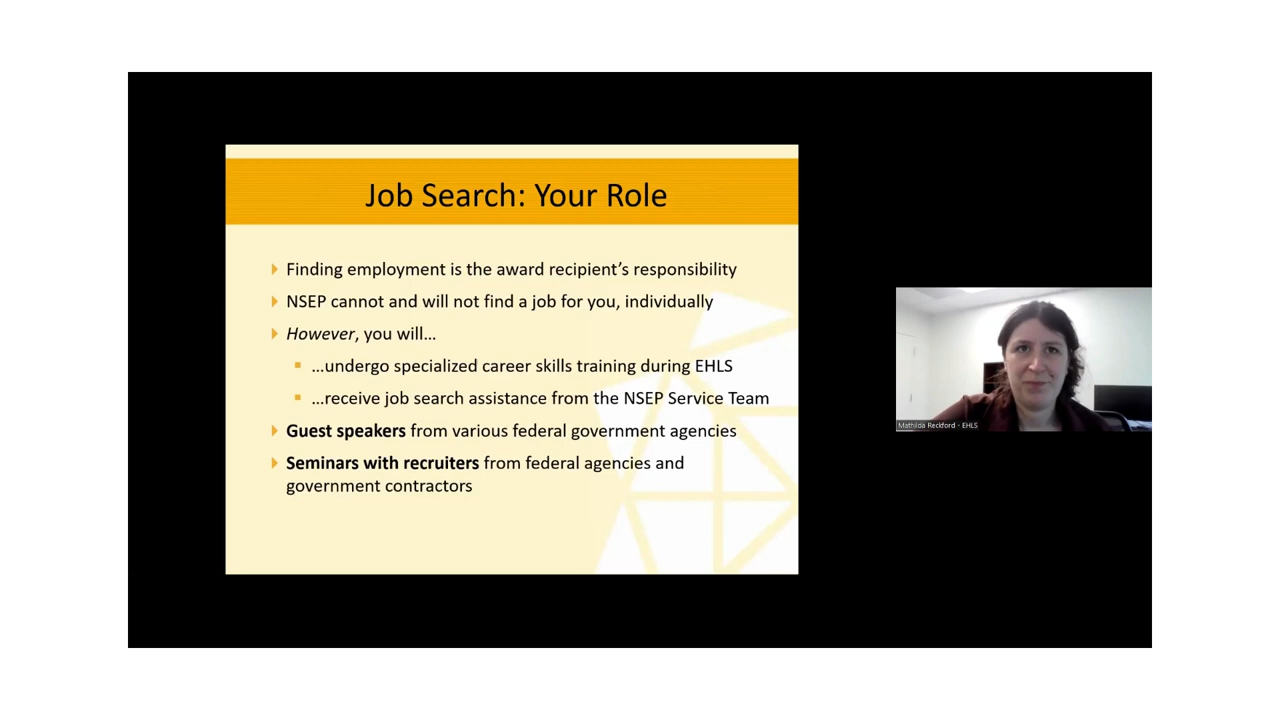 Job Search: Your Role
Finding employment is the award recipient's responsibility
NSEP cannot and will not find a job for you, individually
However, you will…
…undergo specialized career skills training during EHLS
…receive job search assistance from the NSEP Service Team
Guest speakers from various federal government agencies
Seminars with recruiters from federal agencies and
government contractors
Mathilda Reckford - EHLS